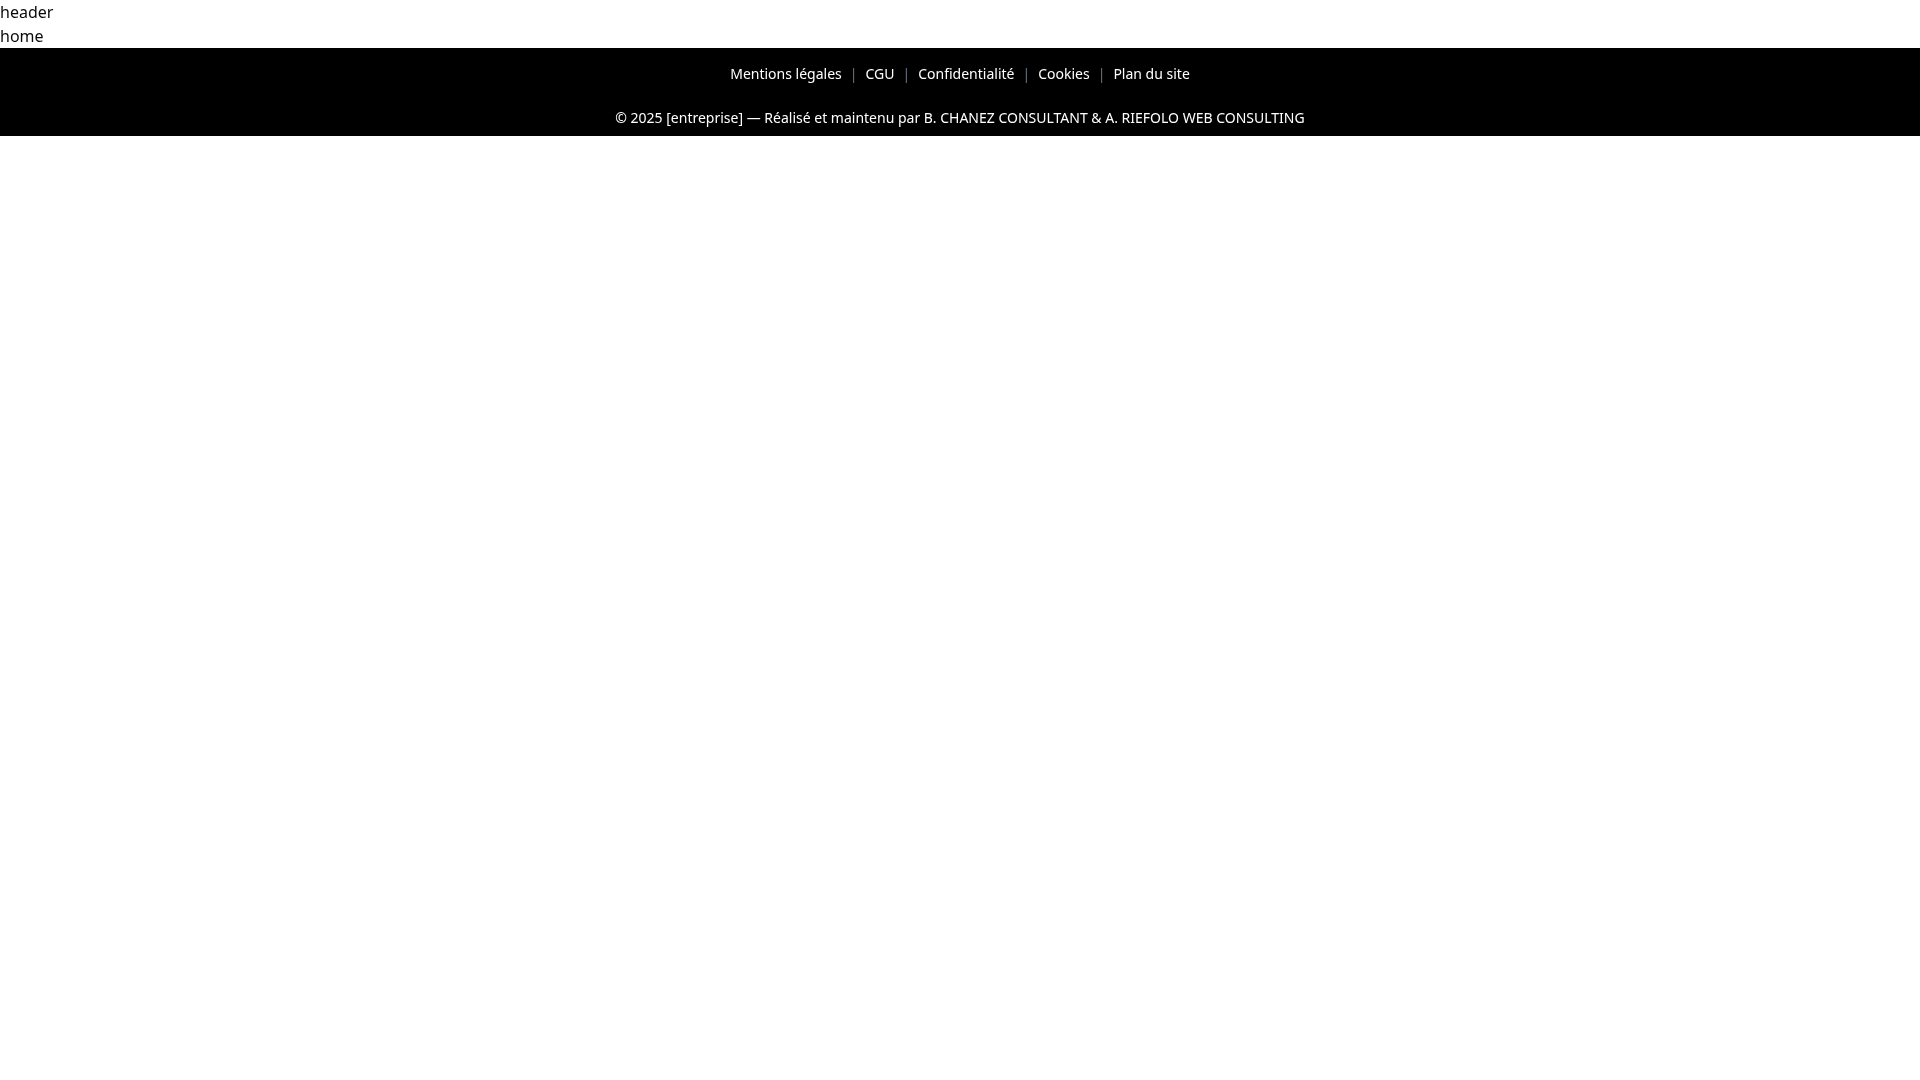 header
home
Mentions légales | CGU | Confidentialité | Cookies | Plan du site
© 2025 [entreprise] — Réalisé et maintenu par B. CHANEZ CONSULTANT & A. RIEFOLO WEB CONSULTING